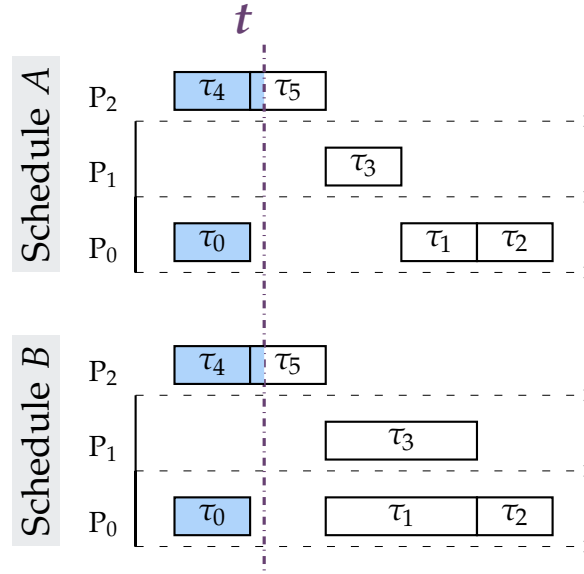 t
Schedule A
P₂ τ₄ τ₅
P₁ τ₃
P₀ τ₀ τ₁ τ₂
Schedule B
P₂ τ₄ τ₅
P₁ τ₃
P₀ τ₀ τ₁ τ₂